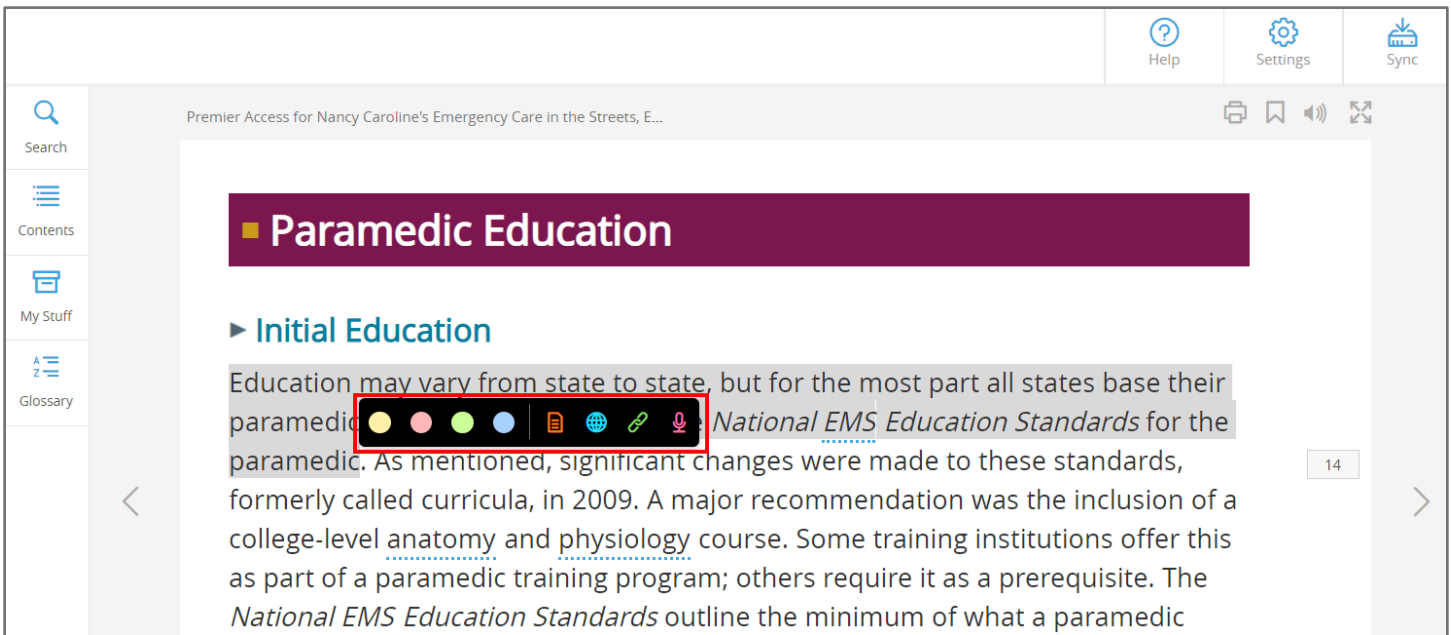 Help
Settings
Sync
Search
Contents
My Stuff
A
Z
Glossary
Premier Access for Nancy Caroline's Emergency Care in the Streets, E...
Paramedic Education
Initial Education
Education may vary from state to state, but for the most part all states base their
paramedic National EMS Education Standards for the
paramedic. As mentioned, significant changes were made to these standards,
14
formerly called curricula, in 2009. A major recommendation was the inclusion of a
college-level anatomy and physiology course. Some training institutions offer this
as part of a paramedic training program; others require it as a prerequisite. The
National EMS Education Standards outline the minimum of what a paramedic